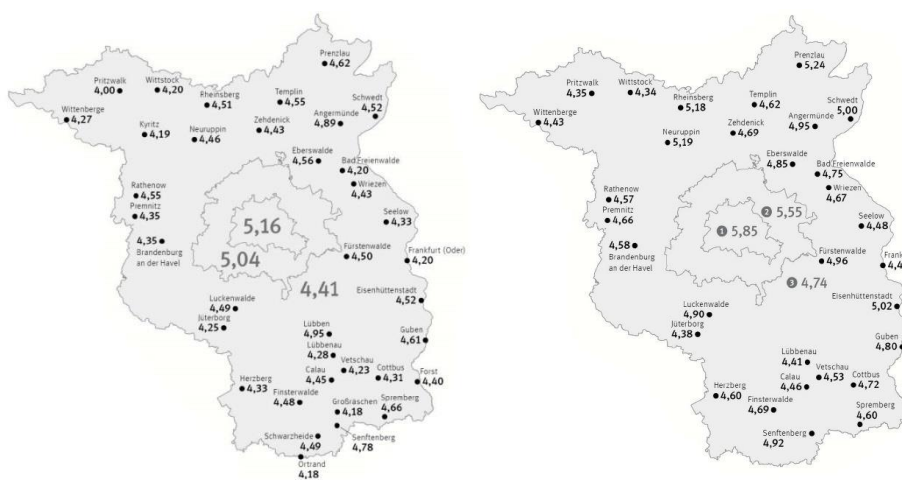 Prenzlau
4,62
Pritzwalk
4,00
Wittstock
4,20
Rheinsberg
4,51
Templin
4,55
Schwedt
4,52
Wittenberge
4,27
Kyritz
4,19
Neuruppin
4,46
Zehdenick
4,43
Angermünde
4,89
Eberswalde
4,56
Bad Freienwalde
4,20
Wriezen
4,43
Rathenow
4,55
Premnitz
4,35
Seelow
4,33
5,16
4,35
Brandenburg
an der Havel
5,04
Fürstenwalde
4,50
Frankfurt (Oder)
4,20
4,41
Eisenhüttenstadt
4,52
Luckenwalde
4,49
Jüterborg
4,25
Lübben
4,95
Guben
4,61
Lübbenau
4,28
Vetschau
4,23
Calau
4,45
Cottbus
4,31
Forst
4,40
Herzberg
4,33
Finsterwalde
4,48
Großräschen
4,18
Spremberg
4,66
Schwarzheide
4,49
Senftenberg
4,78
Ortrand
4,18
Prenzlau
5,24
Pritzwalk
4,35
Wittstock
4,34
Rheinsberg
5,18
Templin
4,62
Schwedt
5,00
Wittenberge
4,43
Neuruppin
5,19
Zehdenick
4,69
Angermünde
4,95
Eberswalde
4,85
Bad Freienwalde
4,75
Wriezen
4,67
Rathenow
4,57
Premnitz
4,66
2 5,55
Seelow
4,48
1 5,85
4,58
Brandenburg
an der Havel
Fürstenwalde
4,96
Frank
4,4
3 4,74
Eisenhüttenstadt
5,02
Luckenwalde
4,90
Jüterborg
4,38
Guben
4,80
Lübbenau
4,41
Vetschau
4,53
Calau
4,46
Cottbus
4,72
Herzberg
4,60
Finsterwalde
4,69
Spremberg
4,60
Senftenberg
4,92